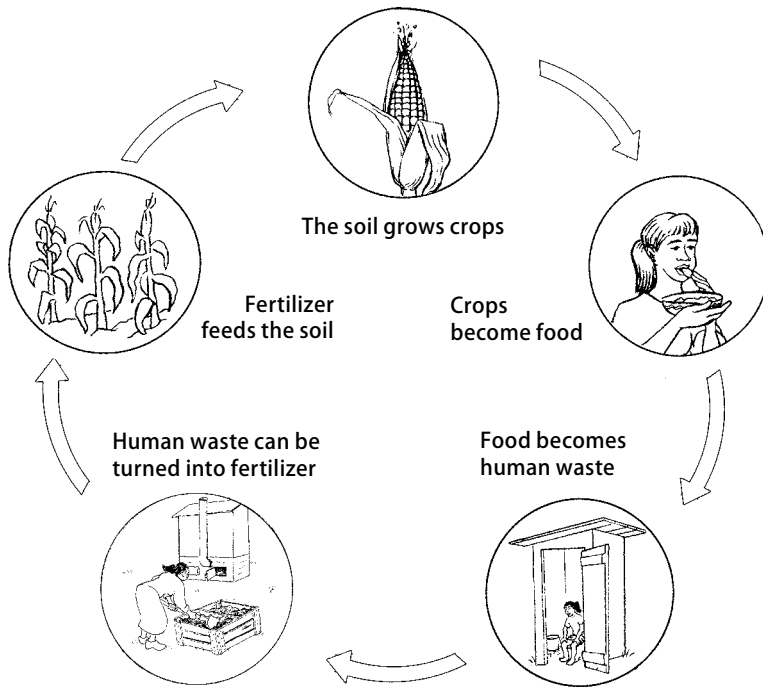 The soil grows crops
Crops
become food
Food becomes
human waste
Human waste can be
turned into fertilizer
Fertilizer
feeds the soil